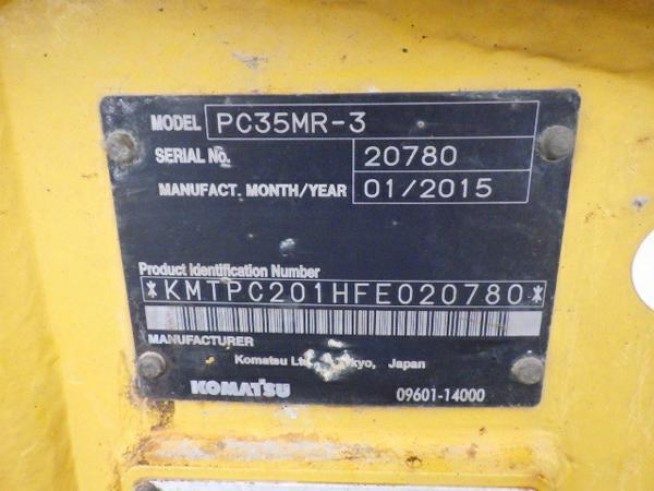 MODEL PC35MR-3
SERIAL No. 20780
MANUFACT. MONTH/YEAR 01/2015
Product Identification Number
*KMTPC201HFE020780*
MANUFACTURER
Komatsu Ltd. Tokyo, Japan
KOMATSU 09601-14000